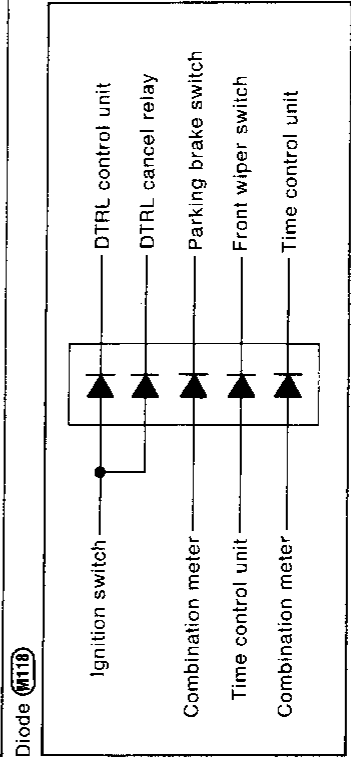 Diode M118
Ignition switch
DTRL control unit
DTRL cancel relay
Combination meter
Parking brake switch
Time control unit
Front wiper switch
Combination meter
Time control unit